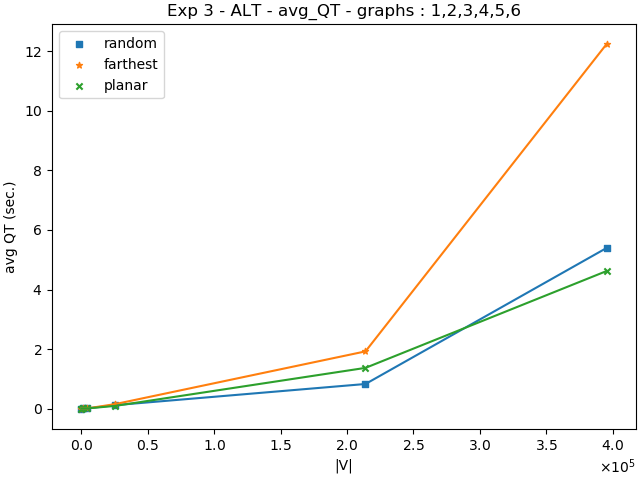 Exp 3 - ALT - avg_QT - graphs : 1,2,3,4,5,6
random
farthest
planar
avg QT (sec.)
12
10
8
6
4
2
0
0.0 0.5 1.0 1.5 2.0 2.5 3.0 3.5 4.0
|V|
×10⁵